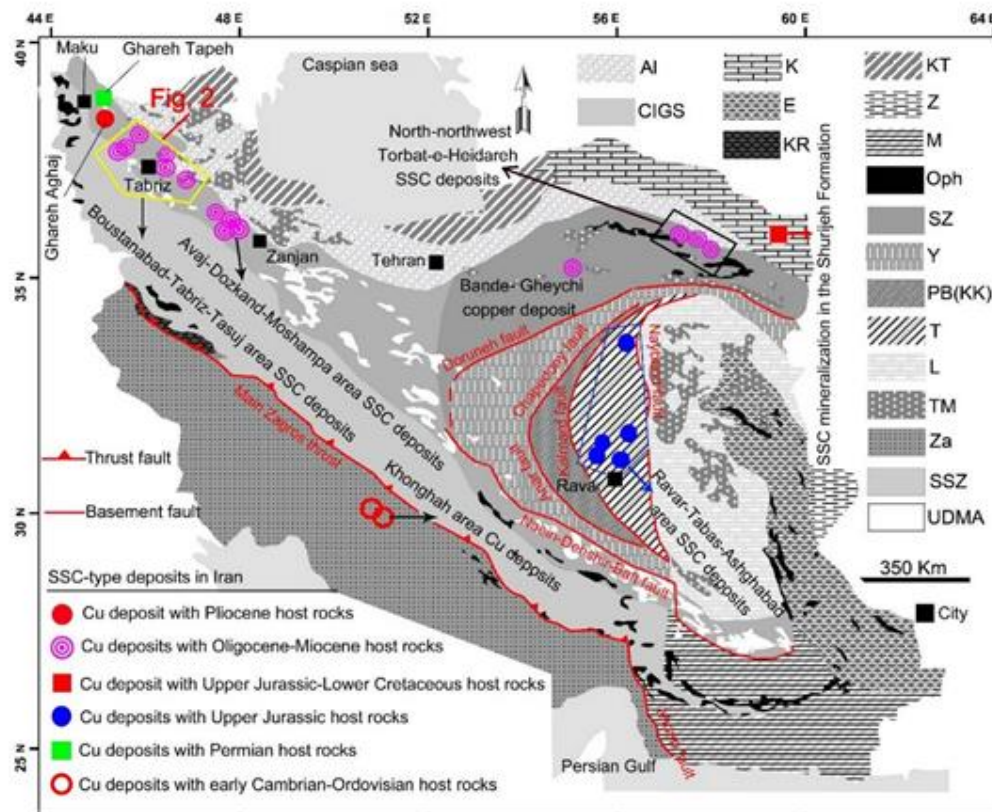 44 E
48 E
52 E
56 E
60 E
64 E
40 N
35 N
30 N
25 N
Maku
Ghareh Tapeh
Fig. 2
Caspian sea
Tabriz
Ghareh Aghaj
Zanjan
Tehran
North-northwest
Torbat-e-Heidareh
SSC deposits
Bande- Gheychi
copper deposit
SSC mineralization in the Shurijeh Formation
Boustanabad-Tabriz-Tasuj area SSC deposits
Avaj-Dozkand-Moshampa area SSC deposits
Khonghah area Cu deppsits
Ravar-Tabas-Ashghabad
area SSC deposits
Main Zagros thrust
Doruneh fault
Chapedony fault
Kalmard fault
Anar fault
Naein-Dehshir-Baft fault
Rava
Persian Gulf
Thrust fault
Basement fault
AI
CIGS
K
E
KR
KT
Z
M
Oph
SZ
Y
PB(KK)
T
L
TM
Za
SSZ
UDMA
350 Km
City
SSC-type deposits in Iran
Cu deposit with Pliocene host rocks
Cu deposits with Oligocene-Miocene host rocks
Cu deposit with Upper Jurassic-Lower Cretaceous host rocks
Cu deposits with Upper Jurassic host rocks
Cu deposits with Permian host rocks
Cu deposits with early Cambrian-Ordovisian host rocks